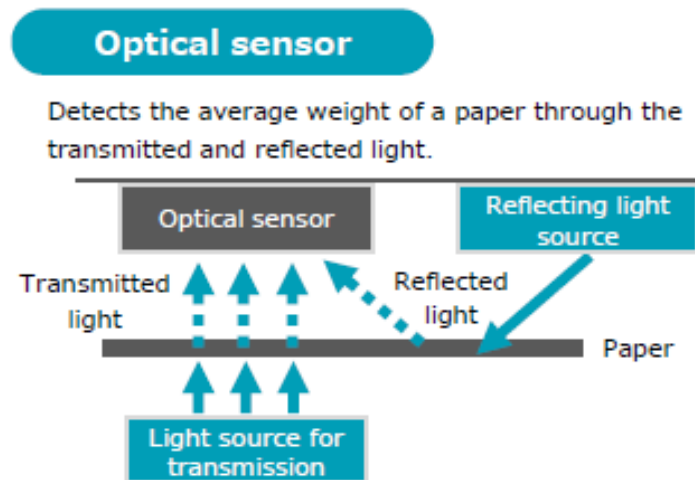 Optical sensor
Detects the average weight of a paper through the
transmitted and reflected light.
Optical sensor
Reflecting light
source
Transmitted
light
Reflected
light
Paper
Light source for
transmission